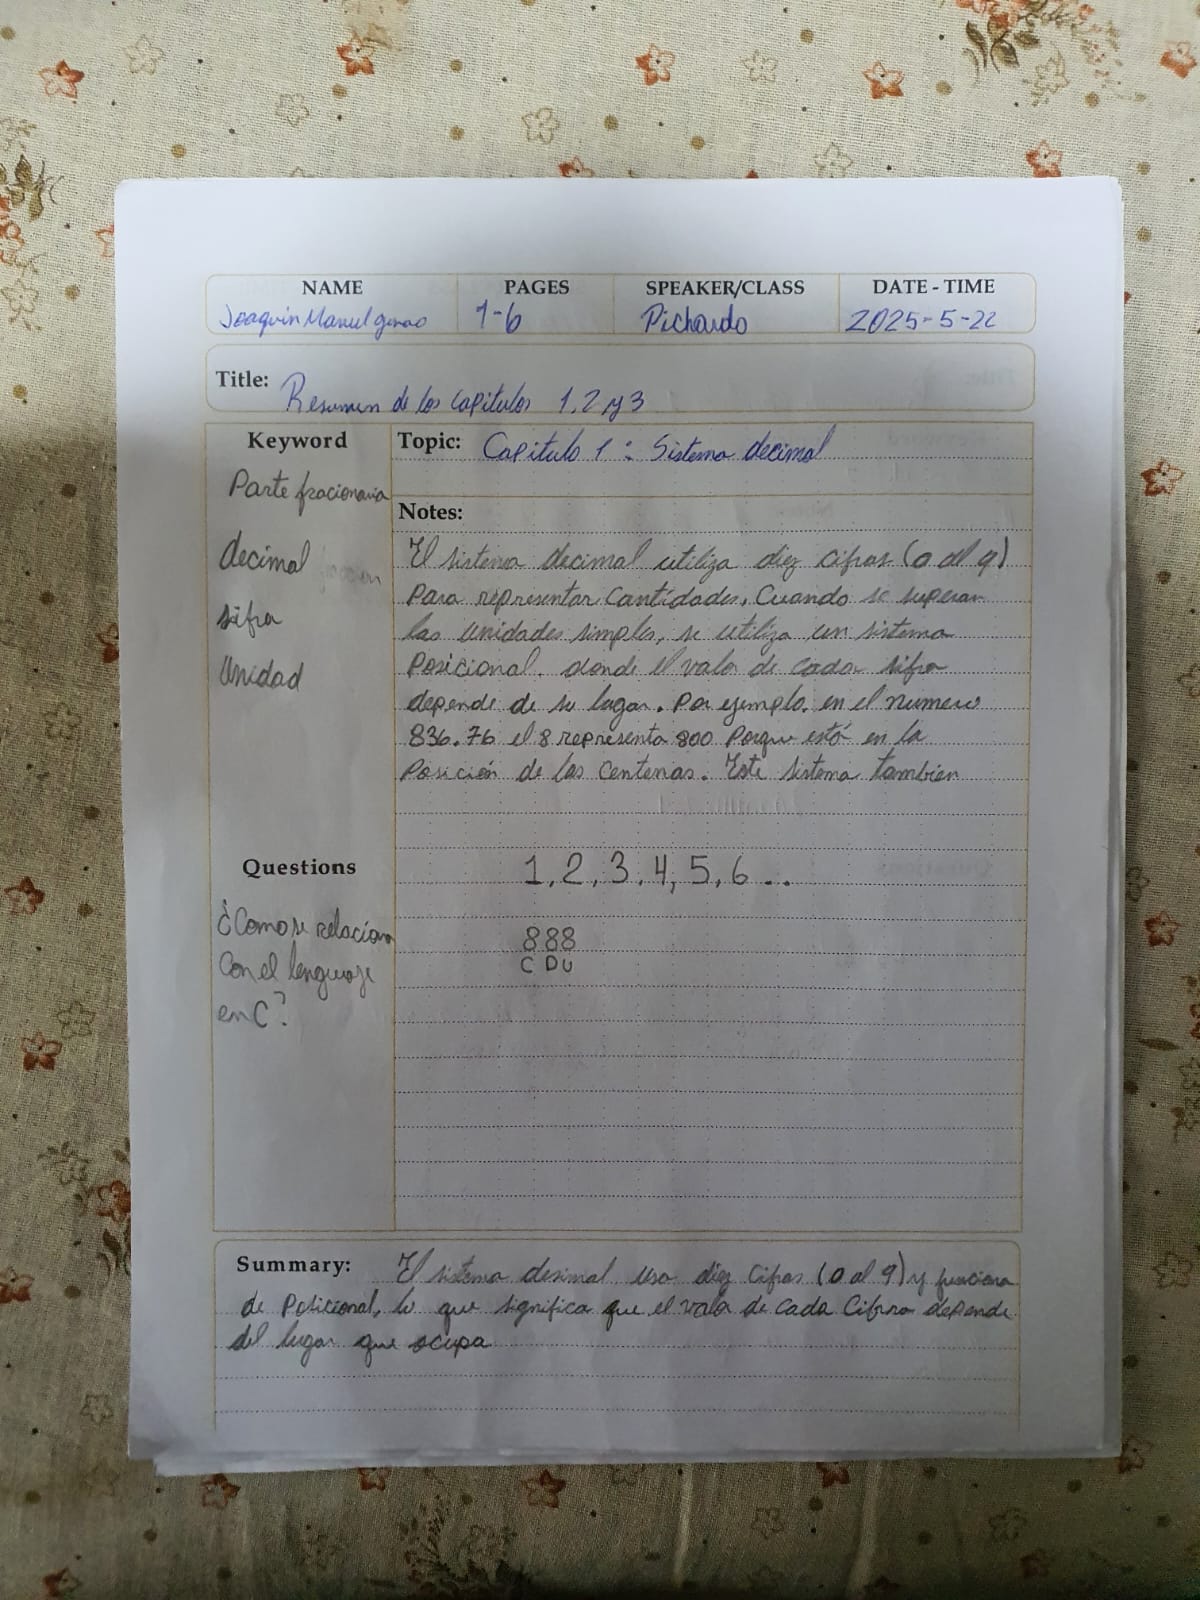 NAME PAGES SPEAKER/CLASS DATE - TIME
Joaquin Manuel 1-6 Pichardo 2025-5-22
Title: Resumen de los capitulos 1, 2 y 3
Keyword
Parte fracionaria
decimal
sifra
Unidad
Topic: Capitulo 1: Sistema decimal
Notes:
El sistema decimal utiliza diez cifras (0 al 9)
Para representar Cantidades. Cuando se superan
las unidades simples, se utiliza un sistema
Posicional. donde el valor de cada sifra
depende de su lugar. Por ejemplo. en el numero
836.76 el 8 representa 800 Porque está en la
Posición de las Centenas. Este sistema tambien
1, 2, 3, 4, 5, 6 . .
888
C D U
Questions
¿Como se relaciona
Con el lenguaje
en C?
Summary: El sistema desimal usa diez Cifras (0 al 9) y funciona
de Posicional, lo que significa que el valor de cada Cifra depende
del lugar que ocupa